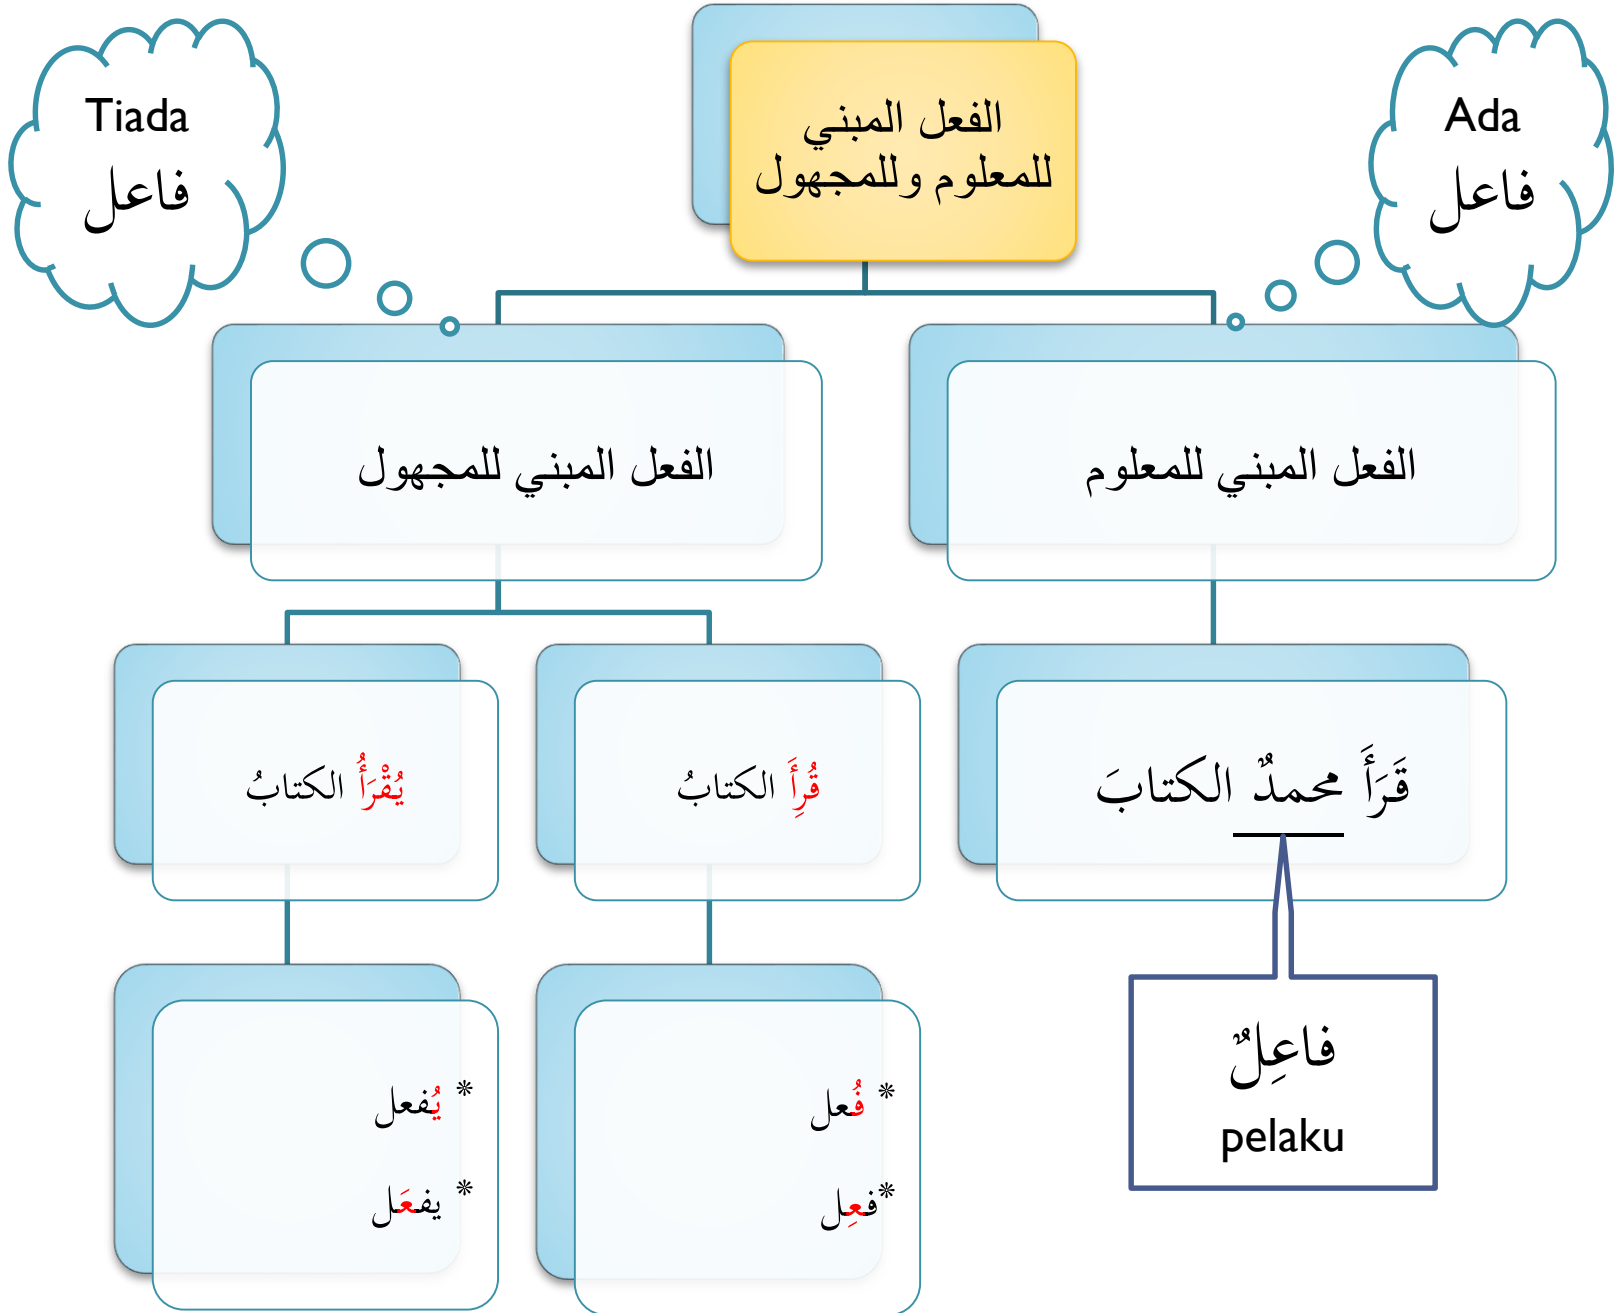 الفعل المبني
للمعلوم وللمجهول
Ada
فاعل
Tiada
فاعل
الفعل المبني للمعلوم
الفعل المبني للمجهول
قَرَأَ محمدٌ الكتابَ
قُرِأَ الكتابُ
يُقْرَأُ الكتابُ
فاعِلٌ
pelaku
* فُعل
*فعِل
* يُفعل
* يفعَل